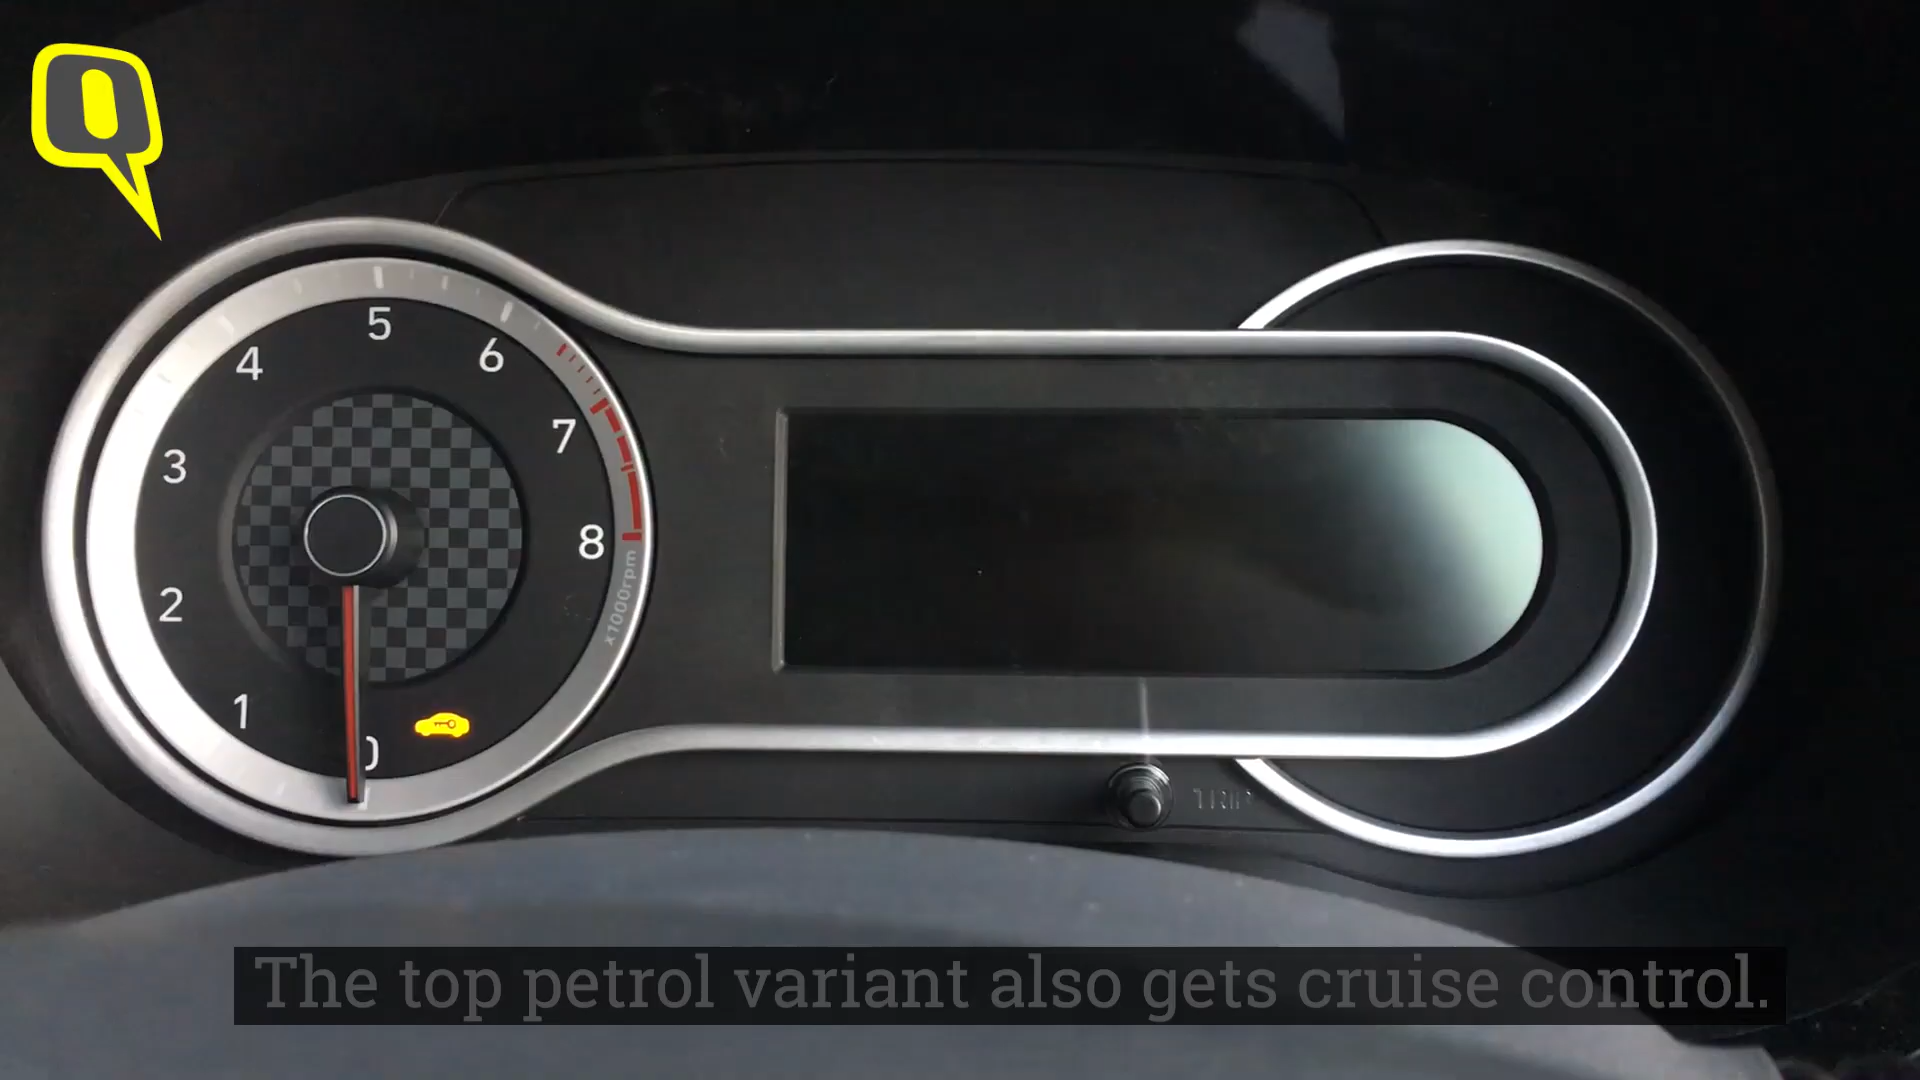 Q
5
4
6
7
3
8
x1000rpm
2
1
0
TRIP
The top petrol variant also gets cruise control.